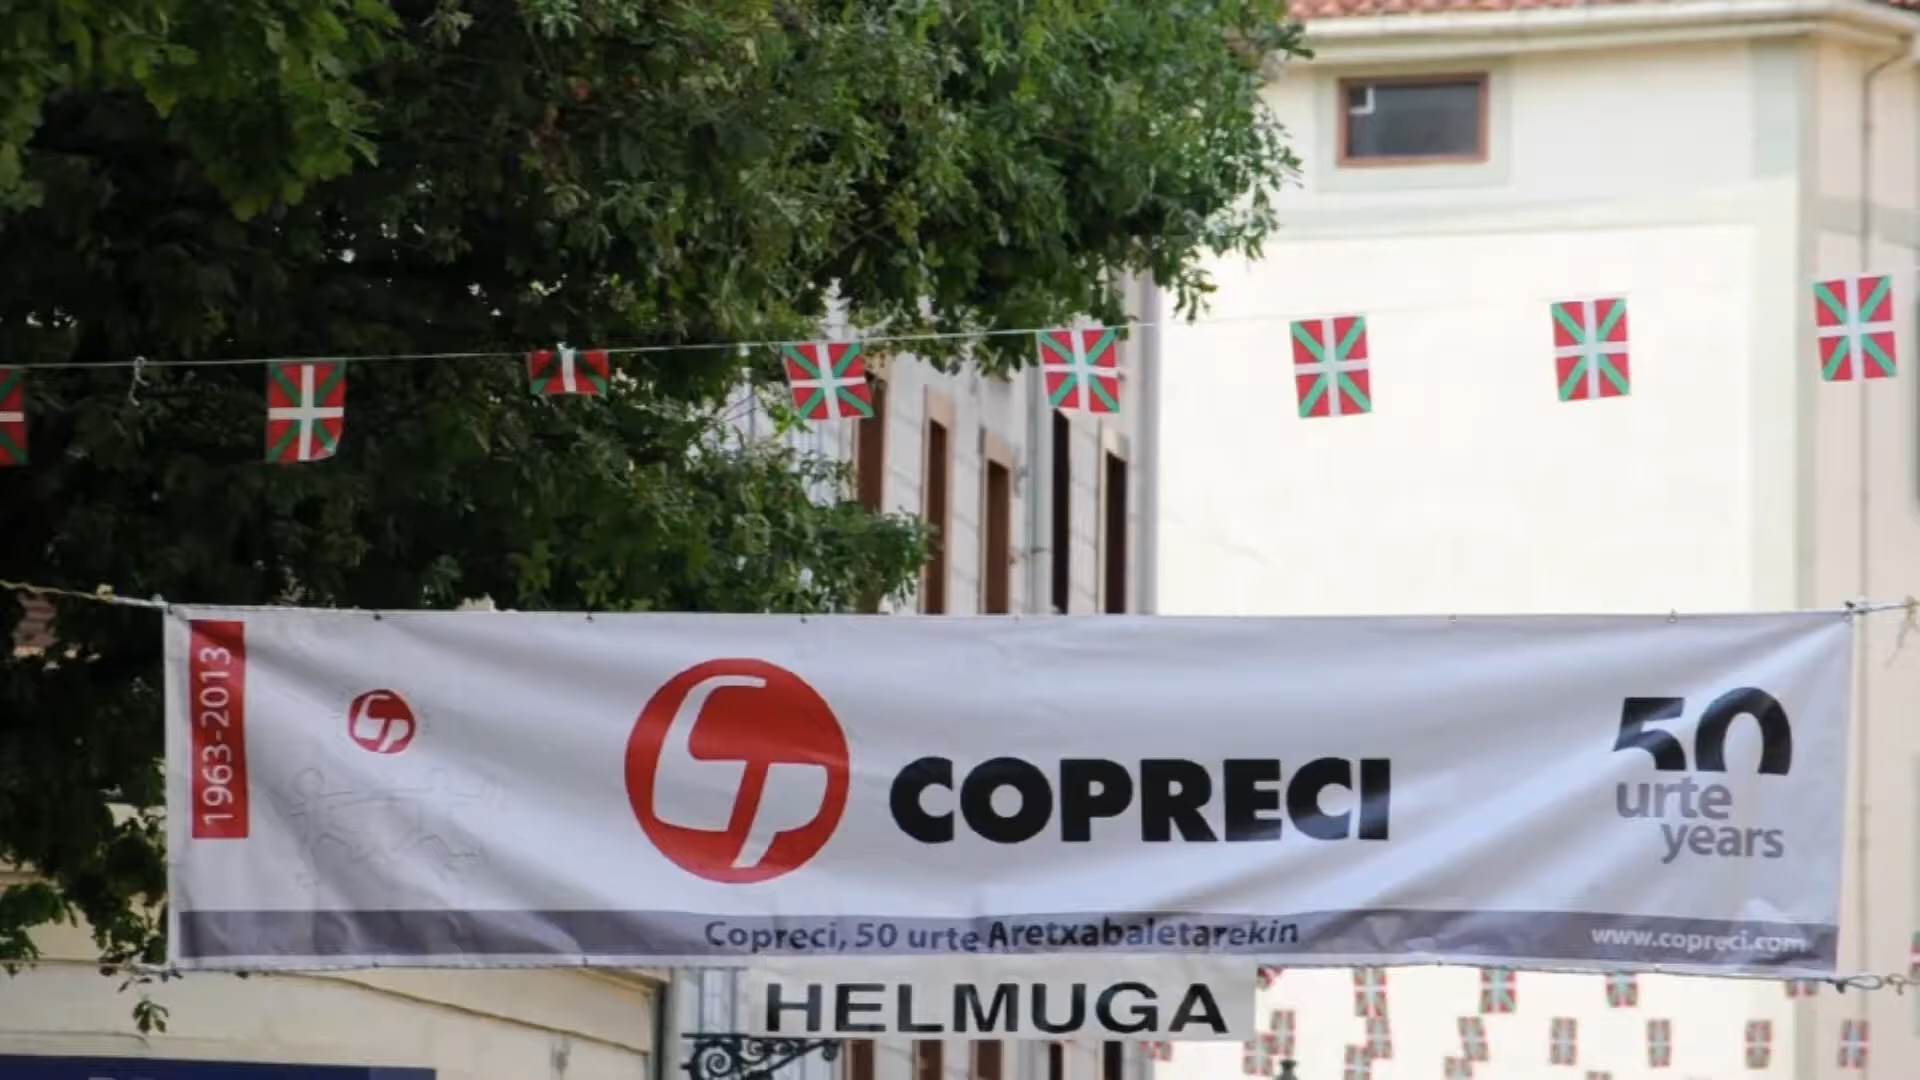 1963-2013
COPRECI
50
urte
years
Copreci, 50 urte Aretxabaletarekin
www.copreci.com
HELMUGA